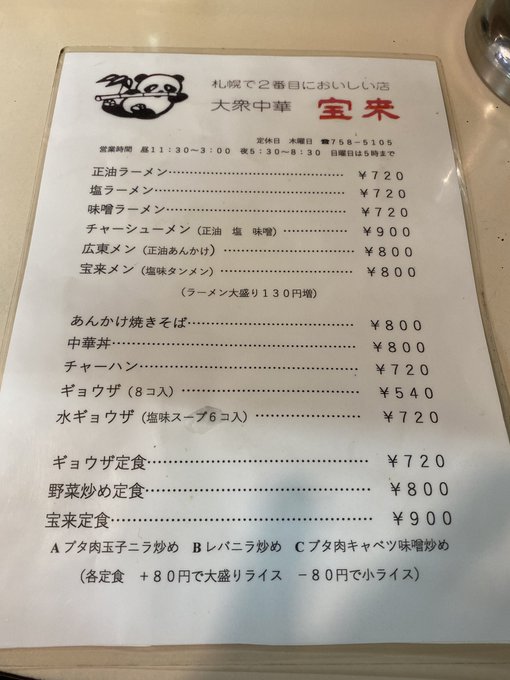 札幌で2番目においしい店
大衆中華 宝来
定休日 木曜日 ☎758-5105
営業時間 昼11:30~3:00 夜5:30~8:30 日曜日は5時まで
正油ラーメン……………………………… ￥720
塩ラーメン……………………………… ￥720
味噌ラーメン……………………………… ￥720
チャーシューメン(正油 塩 味噌)…………… ￥900
広東メン(正油あんかけ)…………………… ￥800
宝来メン(塩味タンメン)…………………… ￥800
(ラーメン大盛り130円増)
あんかけ焼きそば…………………… ￥800
中華丼……………………………… ￥800
チャーハン……………………………… ￥720
ギョウザ(8コ入)…………………… ￥540
水ギョウザ(塩味スープ6コ入)…………… ￥720
ギョウザ定食…………………………… ￥720
野菜炒め定食…………………………… ￥800
宝来定食……………………………… ￥900
Aブタ肉玉子ニラ炒め Bレバニラ炒め Cブタ肉キャベツ味噌炒め
(各定食 +80円で大盛りライス -80円で小ライス)